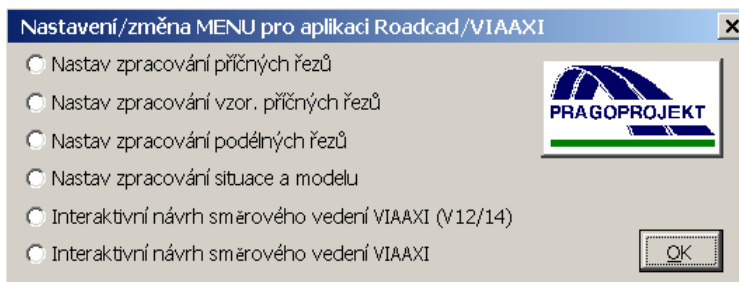 Nastavení/změna MENU pro aplikaci Roadcad/VIAAXI
Nastav zpracování příčných řezů
Nastav zpracování vzor. příčných řezů
PRAGOPROJEKT
Nastav zpracování podélných řezů
Nastav zpracování situace a modelu
Interaktivní návrh směrového vedení VIAAXI (V12/14)
Interaktivní návrh směrového vedení VIAAXI
OK